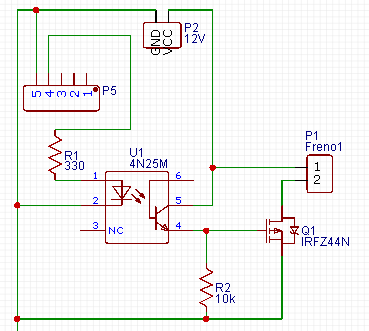 GND
VCC
P2
12V
5
4
3
2
1
P5
R1
330
U1
4N25M
1
2
3
NC
6
5
4
P1
Freno1
1
2
Q1
IRFZ44N
R2
10k